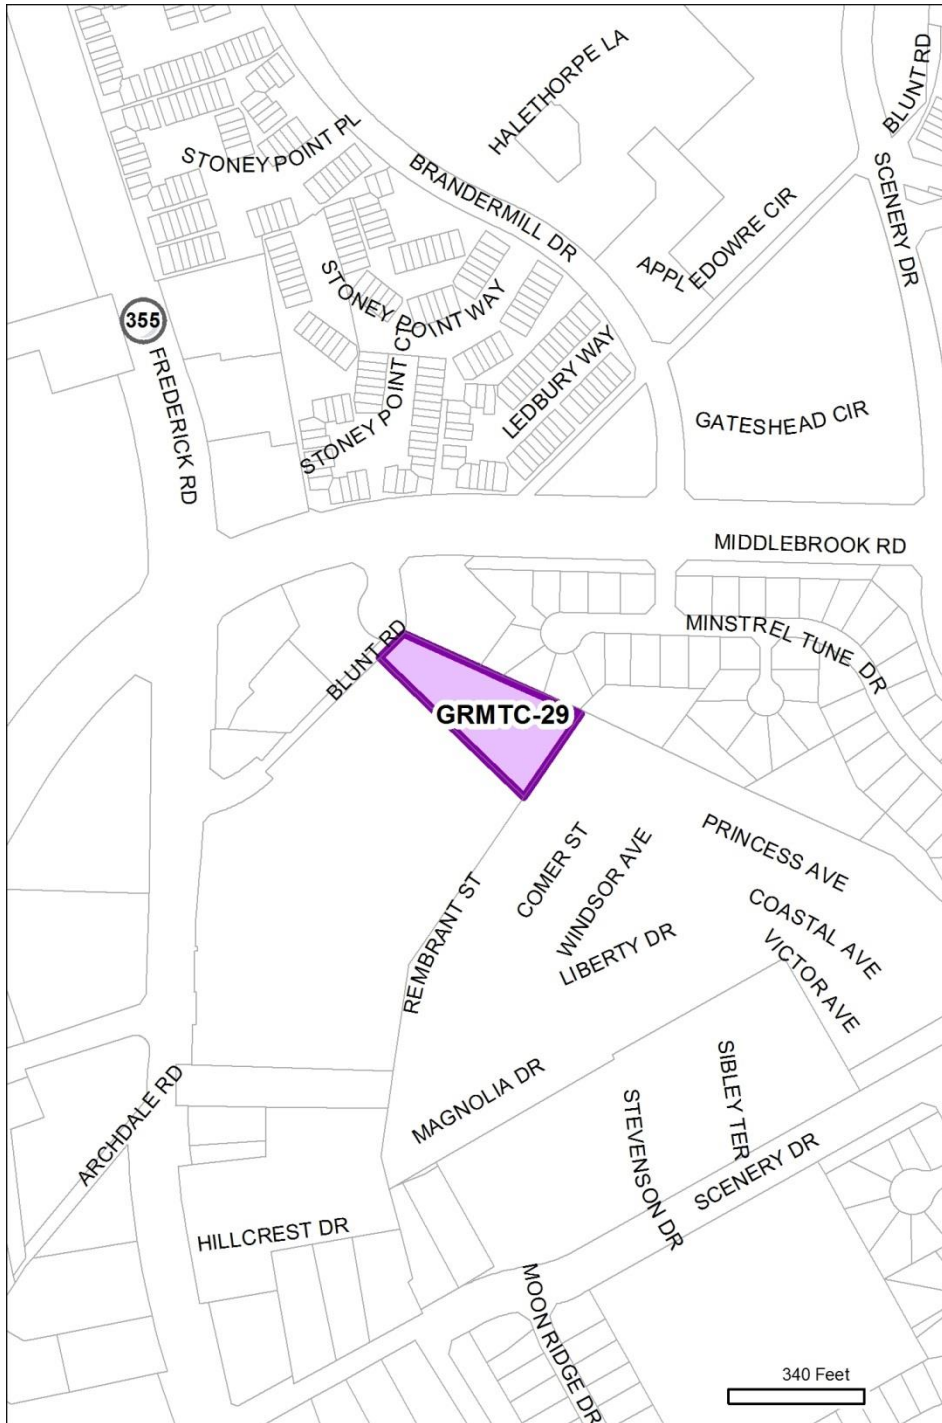 HALETHORPE LA
BLUNT RD
STONEY POINT PL
BRANDERMILL DR
SCENERY DR
APPLEDOWRE CIR
STONEY POINT WAY
355
FREDERICK RD
STONEY POINT CT
LEDBURY WAY
GATESHEAD CIR
MIDDLEBROOK RD
BLUNT RD
MINSTREL TUNE DR
GRMTC-29
COMER ST
WINDSOR AVE
PRINCESS AVE
REMBRANT ST
LIBERTY DR
COASTAL AVE
VICTOR AVE
ARCHDALE RD
MAGNOLIA DR
SIBLEY TER
STEVENSON DR
SCENERY DR
HILLCREST DR
MOON RIDGE DR
340 Feet